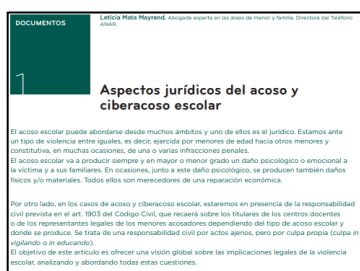 DOCUMENTOS
Leticia Mata Mayrand. Abogada experta en las áreas de menor y familia. Directora del Teléfono
ANAR
1
Aspectos jurídicos del acoso y
ciberacoso escolar
El acoso escolar puede abordarse desde muchos ámbitos y uno de ellos es el jurídico. Estamos ante
un tipo de violencia entre iguales, es decir, ejercida por menores de edad hacia otros menores y
constitutiva, en muchas ocasiones, de una o varias infracciones penales.
El acoso escolar va a producir siempre y en mayor o menor grado un daño psicológico o emocional a
la víctima y a sus familiares. En ocasiones, junto a este daño psicológico, se producen también daños
físicos y/o materiales. Todos ellos son merecedores de una reparación económica.
Por otro lado, en los casos de acoso y ciberacoso escolar, estaremos en presencia de la responsabilidad
civil prevista en el art. 1903 del Código Civil, que recaerá sobre los titulares de los centros docentes
o de los representantes legales de los menores acosadores dependiendo del tipo de acoso escolar y
donde se produce. Se trata de una responsabilidad civil por actos ajenos, pero por culpa propia (culpa in
vigilando o in educando).
El objetivo de este artículo es ofrecer una visión global sobre las implicaciones legales de la violencia
escolar, analizando y abordando todas estas cuestiones.